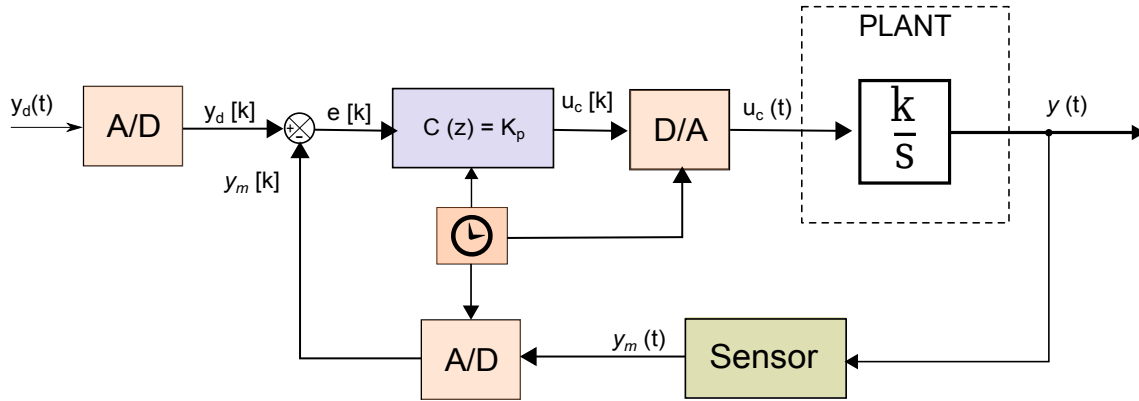 PLANT
y_d(t)
A/D
y_d [k]
+
-
e [k]
C (z) = K_p
u_c [k]
D/A
u_c (t)
k
s
y (t)
y_m [k]
A/D
y_m (t)
Sensor